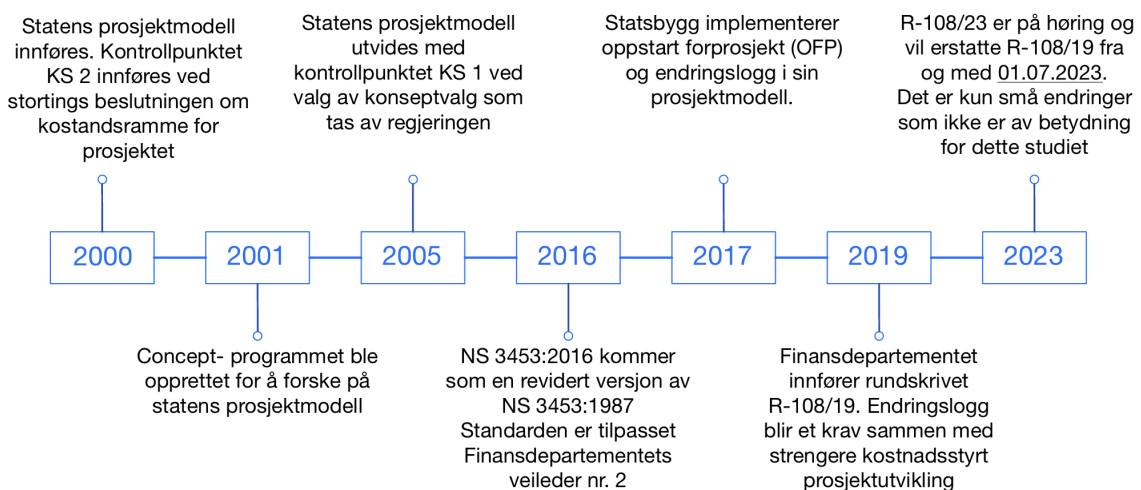 Statens prosjektmodell
innføres. Kontrollpunktet
KS 2 innføres ved
stortings beslutningen om
kostandsramme for
prosjektet
Statens prosjektmodell
utvides med
kontrollpunktet KS 1 ved
valg av konseptvalg som
tas av regjeringen
Statsbygg implementerer
oppstart forprosjekt (OFP)
og endringslogg i sin
prosjektmodell.
R-108/23 er på høring og
vil erstatte R-108/19 fra
og med 01.07.2023.
Det er kun små endringer
som ikke er av betydning
for dette studiet
2000
2001
2005
2016
2017
2019
2023
Concept- programmet ble
opprettet for å forske på
statens prosjektmodell
NS 3453:2016 kommer
som en revidert versjon av
NS 3453:1987
Standarden er tilpasset
Finansdepartementets
veileder nr. 2
Finansdepartementet
innfører rundskrivet
R-108/19. Endringslogg
blir et krav sammen med
strengere kostnadsstyrt
prosjektutvikling